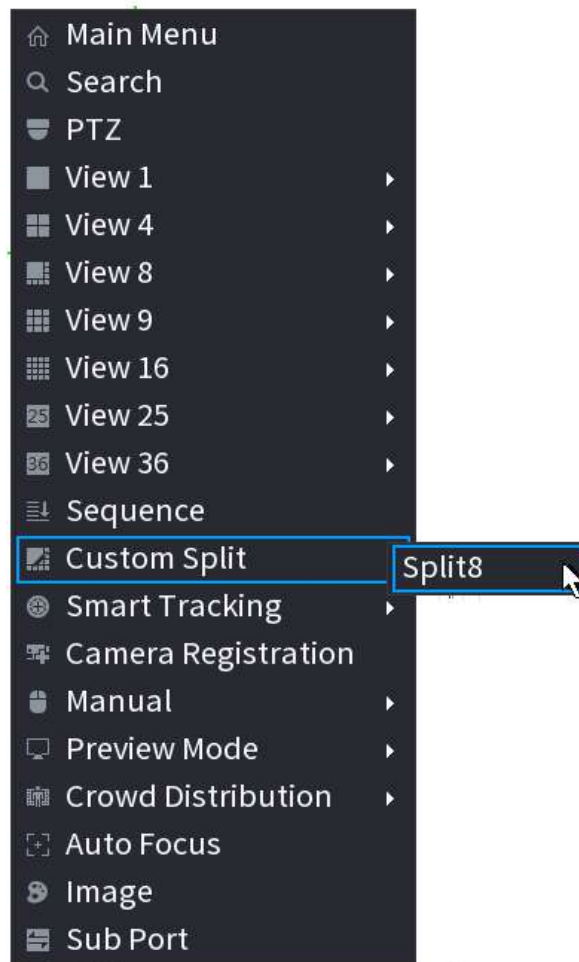 Main Menu
Search
PTZ
View 1
View 4
View 8
View 9
View 16
25 View 25
36 View 36
Sequence
Custom Split
Split8
Smart Tracking
Camera Registration
Manual
Preview Mode
Crowd Distribution
Auto Focus
Image
Sub Port